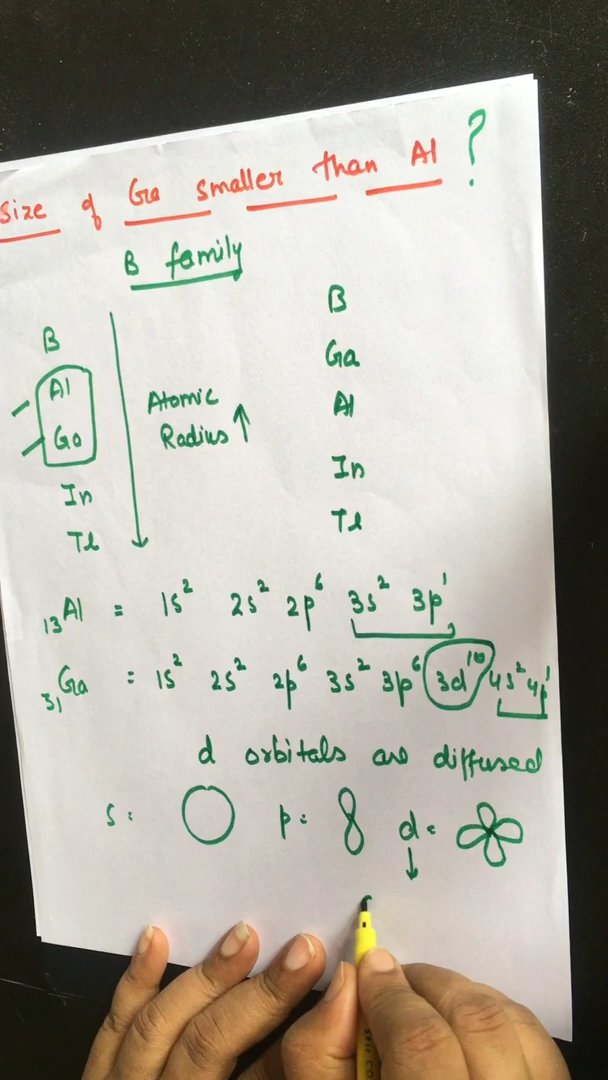 size of Ga smaller than Al ?
B family
B
Al
Ga
In
Tl
Atomic
Radius ↑
B
Ga
Al
In
Tl
₁₃Al = 1s² 2s² 2p⁶ 3s² 3p¹
₃₁Ga = 1s² 2s² 2p⁶ 3s² 3p⁶ 3d¹⁰ 4s² 4p¹
d orbitals are diffused
s = p = d =